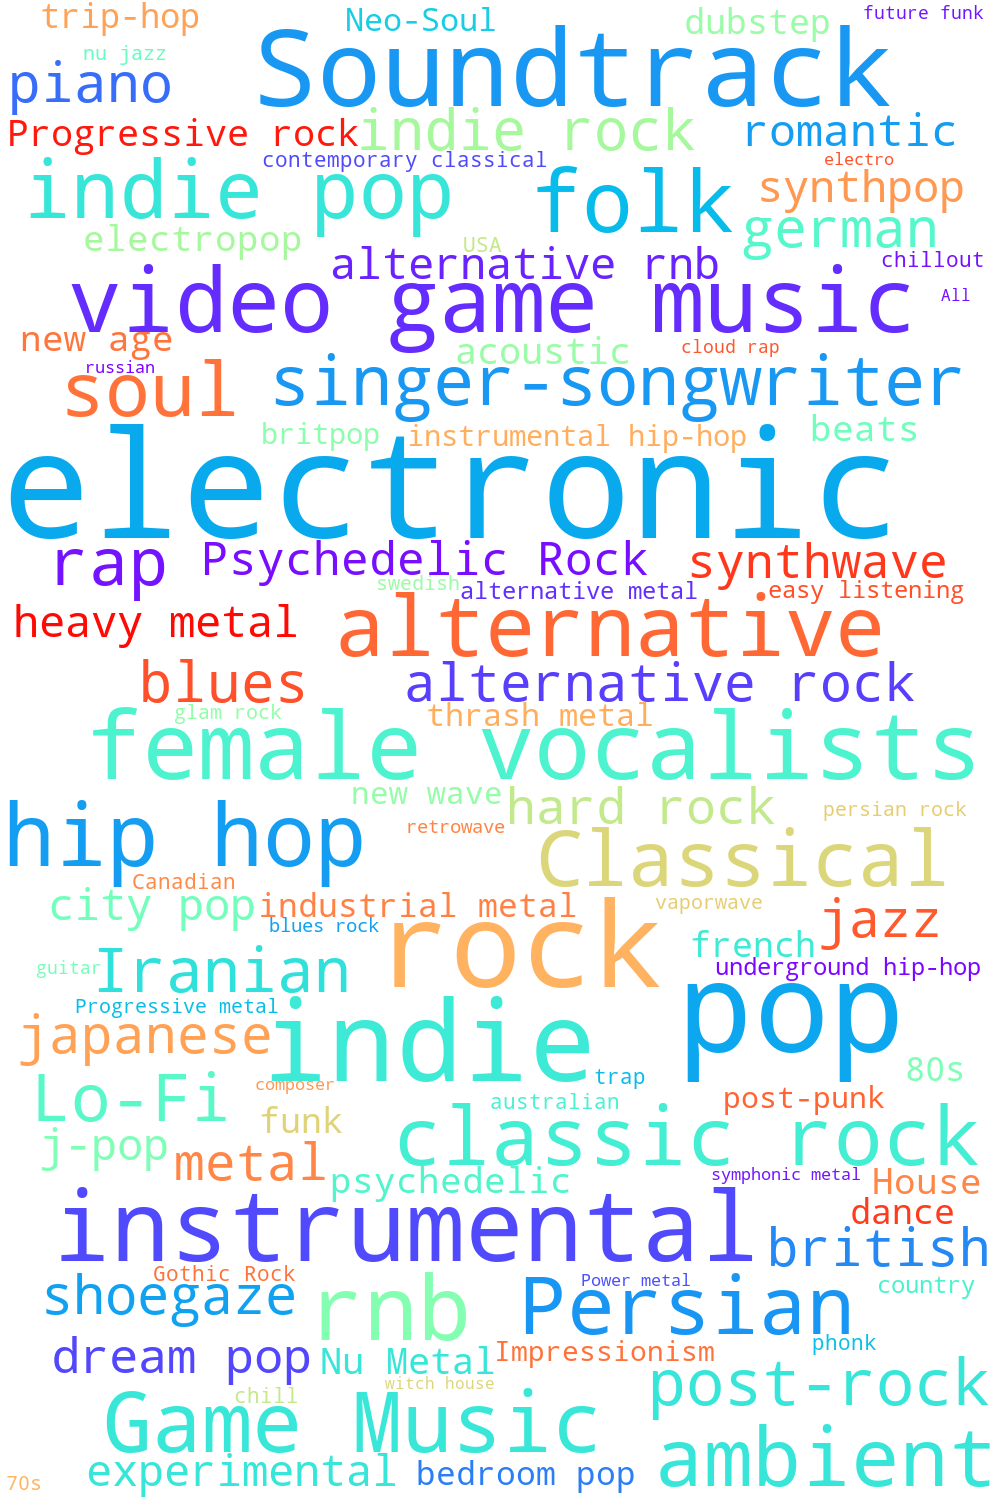 trip-hop
Neo-Soul
dubstep
future funk
nu jazz
Soundtrack
piano
Progressive rock
indie rock
romantic
contemporary classical
electro
indie pop
folk
synthpop
german
electropop
USA
alternative rnb
chillout
video game music
All
new age
acoustic
cloud rap
russian
soul
singer-songwriter
britpop
instrumental hip-hop
beats
electronic
rap
Psychedelic Rock
synthwave
swedish
alternative metal
easy listening
heavy metal
alternative
blues
alternative rock
glam rock
thrash metal
female vocalists
new wave
hard rock
persian rock
hip hop
retrowave
Classical
Canadian
city pop
industrial metal
vaporwave
jazz
blues rock
rock
french
guitar
Iranian
underground hip-hop
Progressive metal
pop
japanese
indie
80s
Lo-Fi
composer
trap
australian
post-punk
funk
j-pop
classic rock
metal
psychedelic
symphonic metal
House
instrumental
dance
british
Gothic Rock
shoegaze
rnb
Power metal
Persian
country
dream pop
Nu Metal
Impressionism
phonk
witch house
post-rock
chill
Game Music
ambient
experimental
bedroom pop
70s